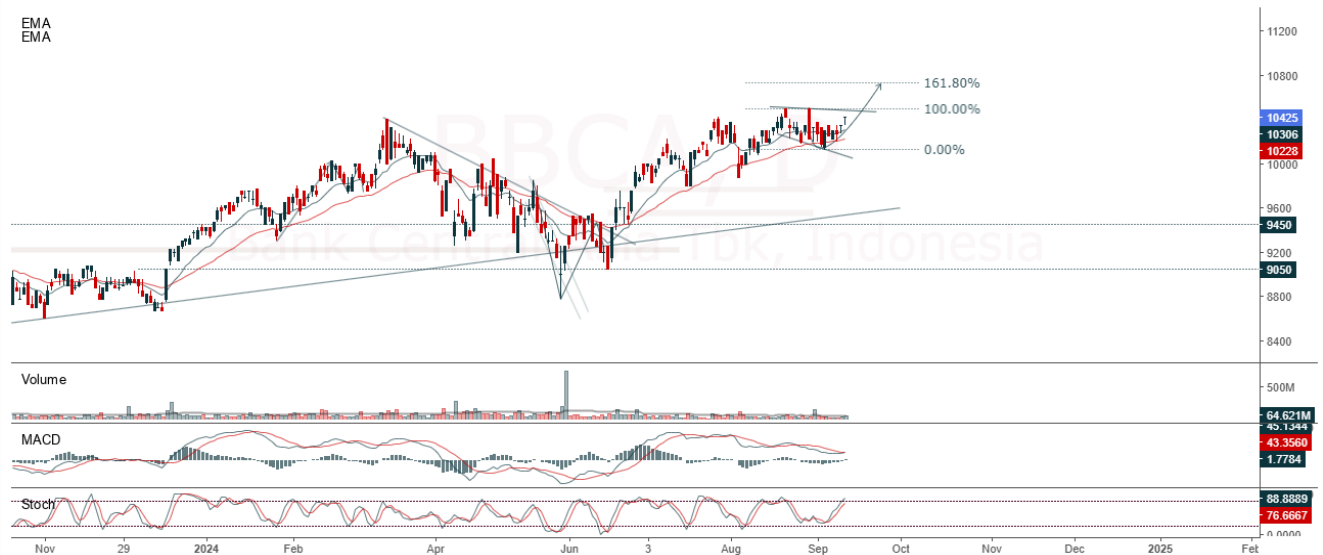 EMA
EMA
BBCA, D
Bank Central Asia Tbk, Indonesia
161.80%
100.00%
0.00%
11200
10800
10425
10306
10228
10000
9600
9450
9200
9050
8800
8400
Volume
500M
64.621M
MACD
45.1344
43.3560
1.7784
Stoch
88.8889
76.6667
0.0000
Nov 29 2024 Feb Apr Jun 3 Aug Sep Oct Nov Dec 2025 Fet